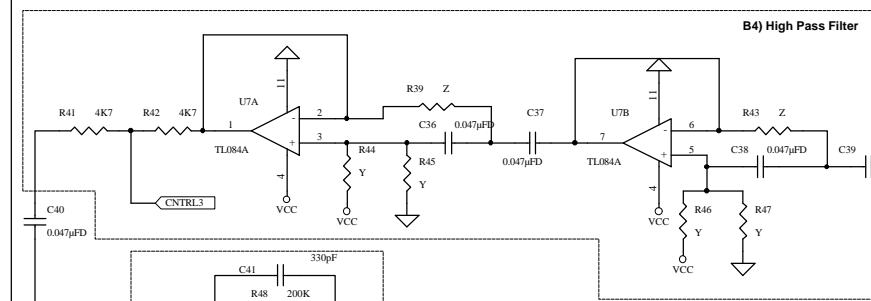 B4) High Pass Filter
R41
4K7
R42
4K7
U7A
11
1
2
3
4
TL084A
VCC
CNTRL3
R39
Z
C36
0.047µFD
C37
0.047µFD
R44
Y
VCC
R45
Y
U7B
11
7
6
5
4
TL084A
VCC
R43
Z
C38
0.047µFD
C39
R46
Y
VCC
R47
Y
C40
0.047µFD
330pF
C41
R48
200K